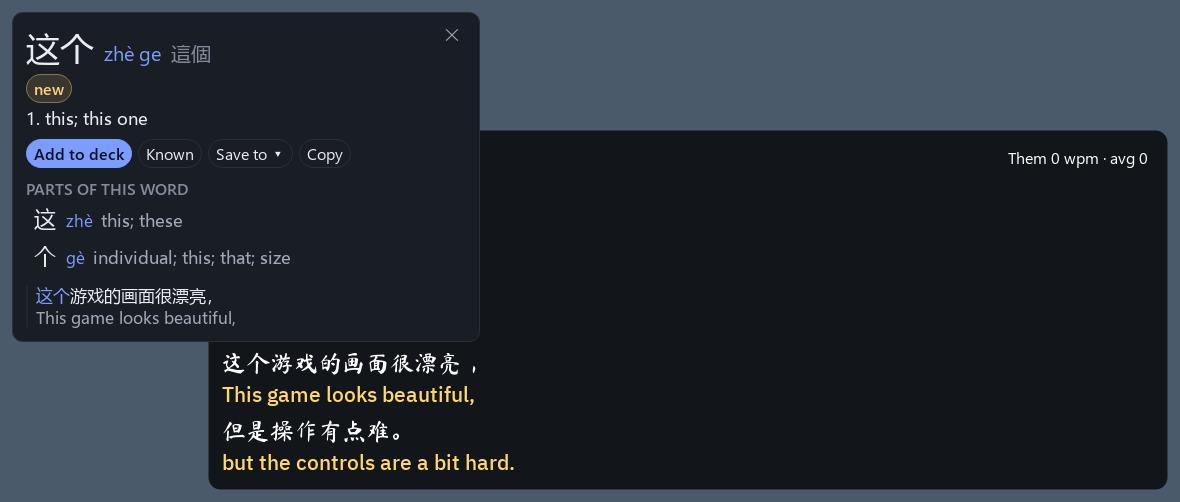 这个 zhè ge 這個
new
1. this; this one
Add to deck Known Save to ▾ Copy
PARTS OF THIS WORD
这 zhè this; these
个 gè individual; this; that; size
这个游戏的画面很漂亮，
This game looks beautiful,
Them 0 wpm · avg 0
这个游戏的画面很漂亮，
This game looks beautiful,
但是操作有点难。
but the controls are a bit hard.